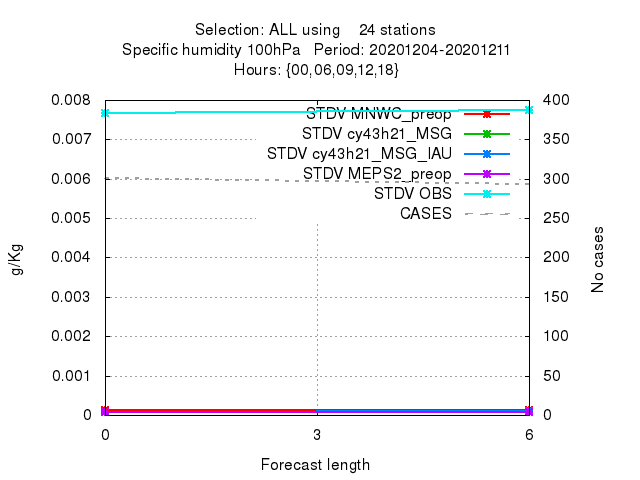 Selection: ALL using    24 stations
Specific humidity 100hPa   Period: 20201204-20201211
Hours: {00,06,09,12,18}
0.008
0.007
0.006
0.005
0.004
0.003
0.002
0.001
0
400
350
300
250
200
150
100
50
0
STDV MNWC_preop
STDV cy43h21_MSG
STDV cy43h21_MSG_IAU
STDV MEPS2_preop
STDV OBS
CASES
g/Kg
No cases
0 3 6
Forecast length